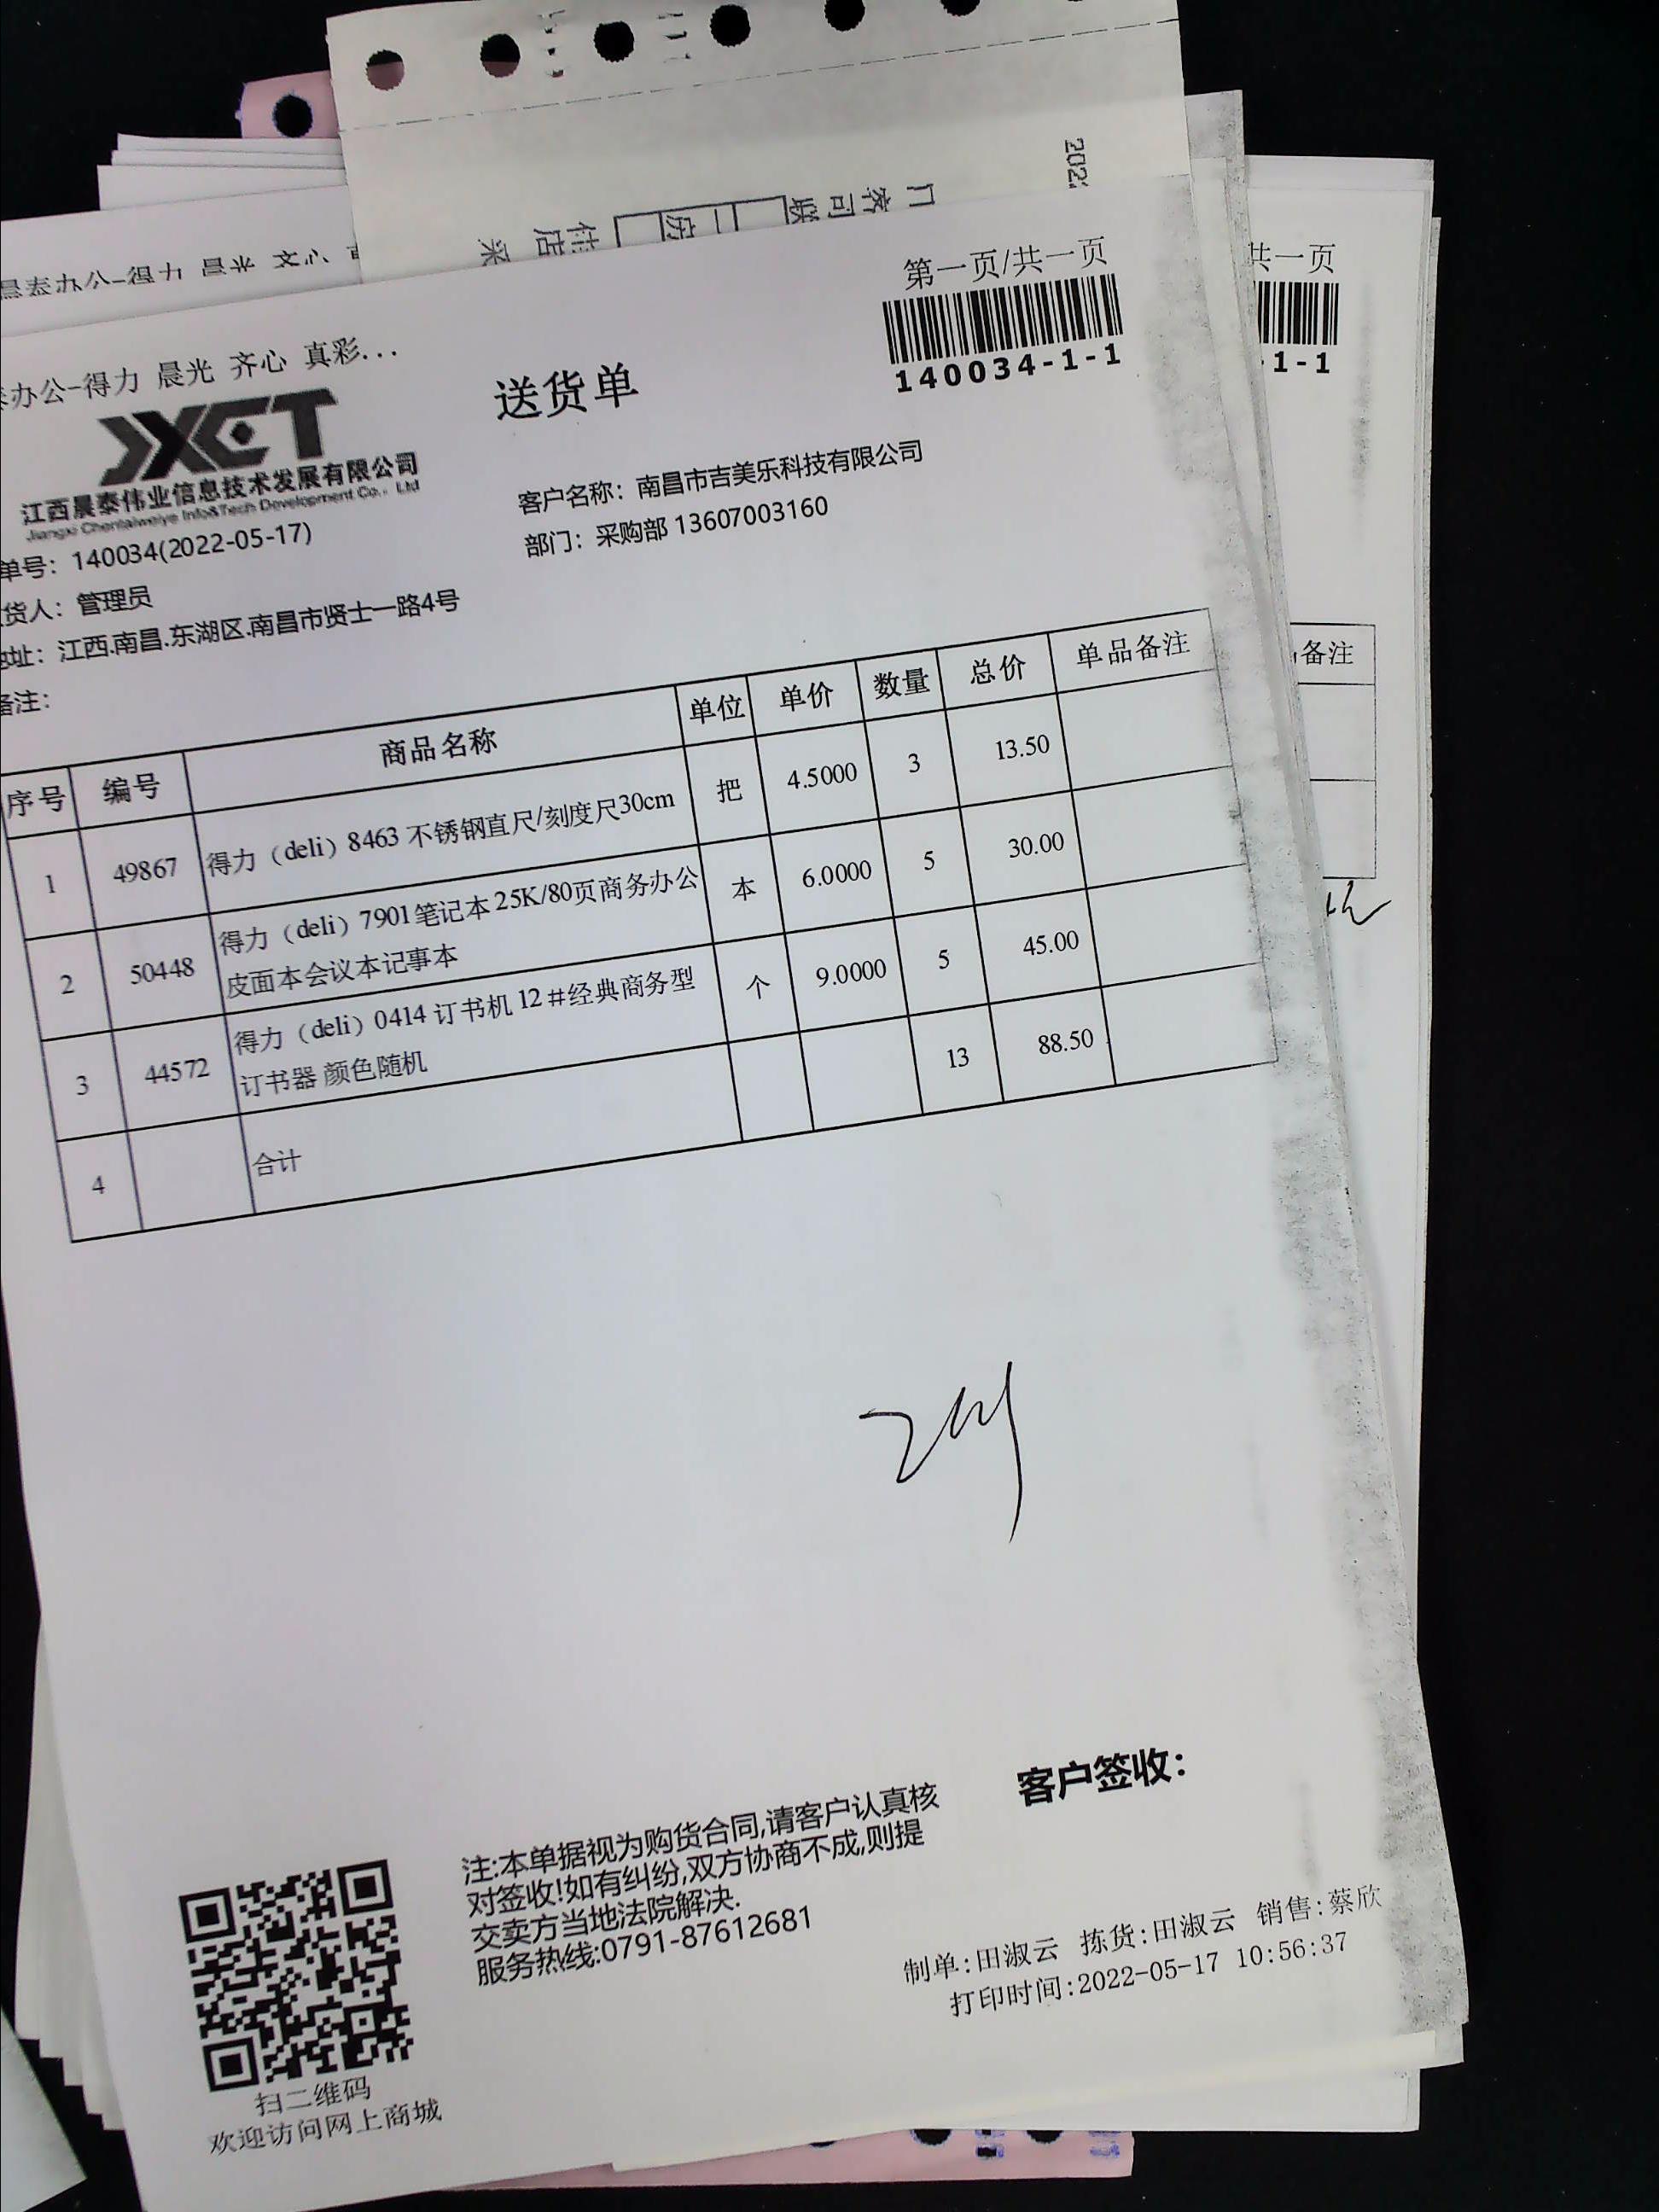 第一页/共一页
共一页
办公-得力 晨光 齐心 真彩...
140034-1-1
-1-1
送货单
JXCT
江西晨泰伟业信息技术发展有限公司
Jiangxi Chentaiweiye Info&Tech Development Co., Ltd
客户名称：南昌市吉美乐科技有限公司
部门：采购部 13607003160
单号：140034(2022-05-17)
货人：管理员
地址：江西.南昌.东湖区.南昌市贤士一路4号
备注：
序号 编号 商品名称 单位 单价 数量 总价 单品备注
1 49867 得力（deli）8463 不锈钢直尺/刻度尺30cm 把 4.5000 3 13.50
2 50448 得力（deli）7901笔记本 25K/80页商务办公 本 6.0000 5 30.00
皮面本会议本记事本
3 44572 得力（deli）0414 订书机 12＃经典商务型 个 9.0000 5 45.00
订书器 颜色随机
4 合计 13 88.50
备注
客户签收：
注:本单据视为购货合同,请客户认真核
对签收!如有纠纷,双方协商不成,则提
交卖方当地法院解决.
服务热线:0791-87612681
制单:田淑云 拣货:田淑云 销售:蔡欣
打印时间:2022-05-17 10:56:37
扫二维码
欢迎访问网上商城